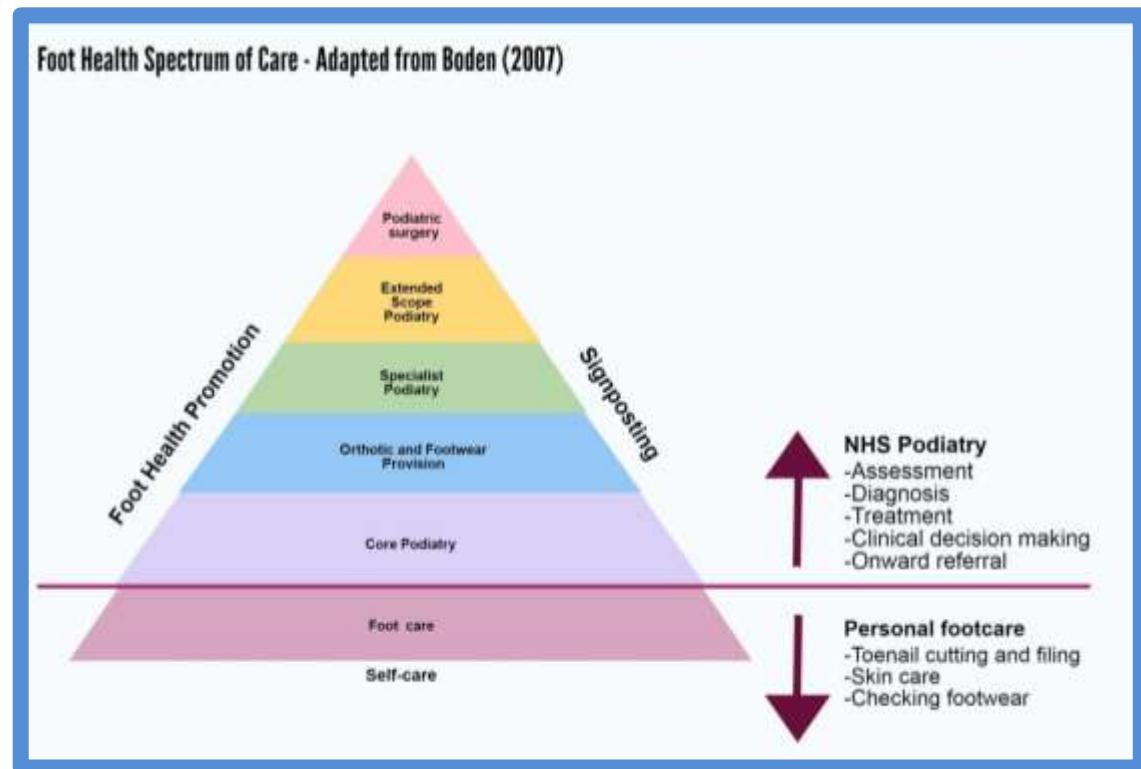 Foot Health Spectrum of Care - Adapted from Boden (2007)
Podiatric
surgery
Extended
Scope
Podiatry
Specialist
Podiatry
Orthotic and Footwear
Provision
Core Podiatry
Foot care
Self-care
Foot Health Promotion
Signposting
NHS Podiatry
-Assessment
-Diagnosis
-Treatment
-Clinical decision making
-Onward referral
Personal footcare
-Toenail cutting and filing
-Skin care
-Checking footwear